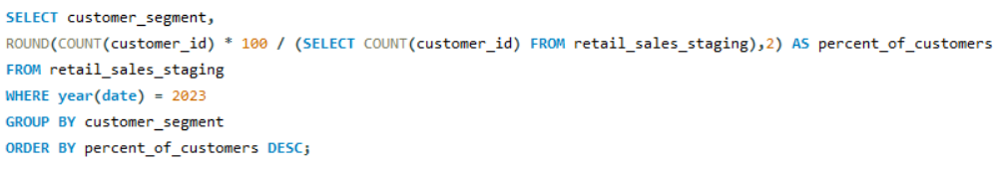 SELECT customer_segment,
ROUND(COUNT(customer_id) * 100 / (SELECT COUNT(customer_id) FROM retail_sales_staging),2) AS percent_of_customers
FROM retail_sales_staging
WHERE year(date) = 2023
GROUP BY customer_segment
ORDER BY percent_of_customers DESC;